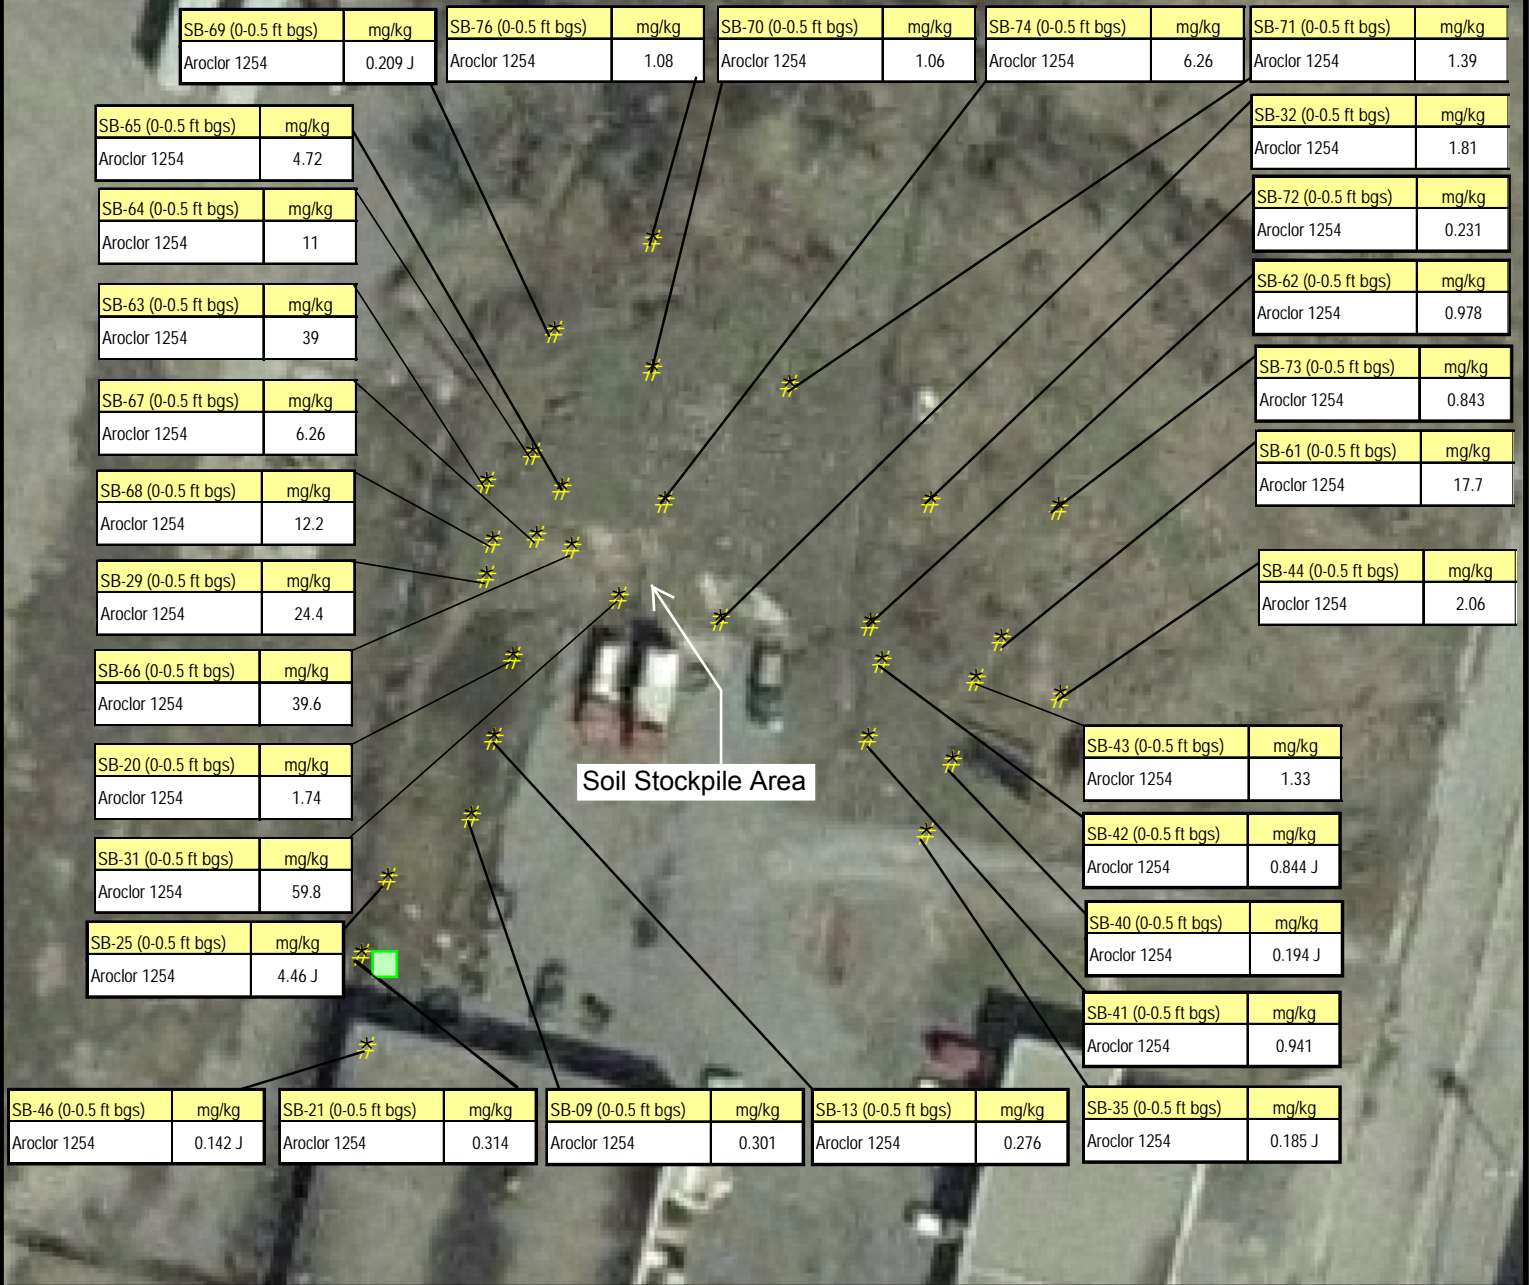 SB-69 (0-0.5 ft bgs) mg/kg
Aroclor 1254 0.209 J
SB-76 (0-0.5 ft bgs) mg/kg
Aroclor 1254 1.08
SB-70 (0-0.5 ft bgs) mg/kg
Aroclor 1254 1.06
SB-74 (0-0.5 ft bgs) mg/kg
Aroclor 1254 6.26
SB-71 (0-0.5 ft bgs) mg/kg
Aroclor 1254 1.39
SB-65 (0-0.5 ft bgs) mg/kg
Aroclor 1254 4.72
SB-64 (0-0.5 ft bgs) mg/kg
Aroclor 1254 11
SB-63 (0-0.5 ft bgs) mg/kg
Aroclor 1254 39
SB-67 (0-0.5 ft bgs) mg/kg
Aroclor 1254 6.26
SB-68 (0-0.5 ft bgs) mg/kg
Aroclor 1254 12.2
SB-29 (0-0.5 ft bgs) mg/kg
Aroclor 1254 24.4
SB-66 (0-0.5 ft bgs) mg/kg
Aroclor 1254 39.6
SB-20 (0-0.5 ft bgs) mg/kg
Aroclor 1254 1.74
SB-31 (0-0.5 ft bgs) mg/kg
Aroclor 1254 59.8
SB-25 (0-0.5 ft bgs) mg/kg
Aroclor 1254 4.46 J
SB-32 (0-0.5 ft bgs) mg/kg
Aroclor 1254 1.81
SB-72 (0-0.5 ft bgs) mg/kg
Aroclor 1254 0.231
SB-62 (0-0.5 ft bgs) mg/kg
Aroclor 1254 0.978
SB-73 (0-0.5 ft bgs) mg/kg
Aroclor 1254 0.843
SB-61 (0-0.5 ft bgs) mg/kg
Aroclor 1254 17.7
SB-44 (0-0.5 ft bgs) mg/kg
Aroclor 1254 2.06
Soil Stockpile Area
SB-43 (0-0.5 ft bgs) mg/kg
Aroclor 1254 1.33
SB-42 (0-0.5 ft bgs) mg/kg
Aroclor 1254 0.844 J
SB-40 (0-0.5 ft bgs) mg/kg
Aroclor 1254 0.194 J
SB-41 (0-0.5 ft bgs) mg/kg
Aroclor 1254 0.941
SB-46 (0-0.5 ft bgs) mg/kg
Aroclor 1254 0.142 J
SB-21 (0-0.5 ft bgs) mg/kg
Aroclor 1254 0.314
SB-09 (0-0.5 ft bgs) mg/kg
Aroclor 1254 0.301
SB-13 (0-0.5 ft bgs) mg/kg
Aroclor 1254 0.276
SB-35 (0-0.5 ft bgs) mg/kg
Aroclor 1254 0.185 J